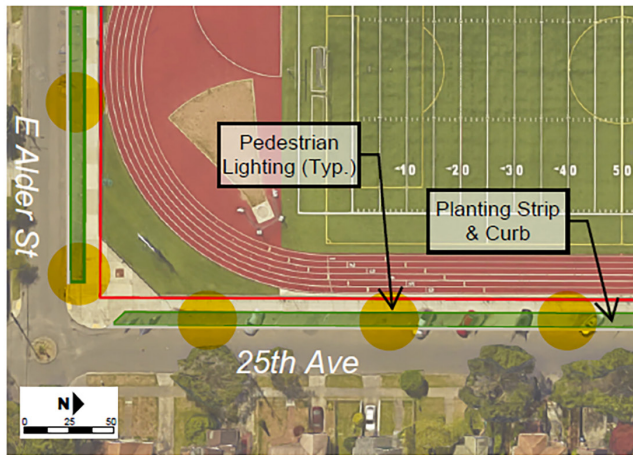 E Alder St
Pedestrian
Lighting (Typ.)
-10 -20 -30 -40 50
Planting Strip
& Curb
25th Ave
N
0 25 50